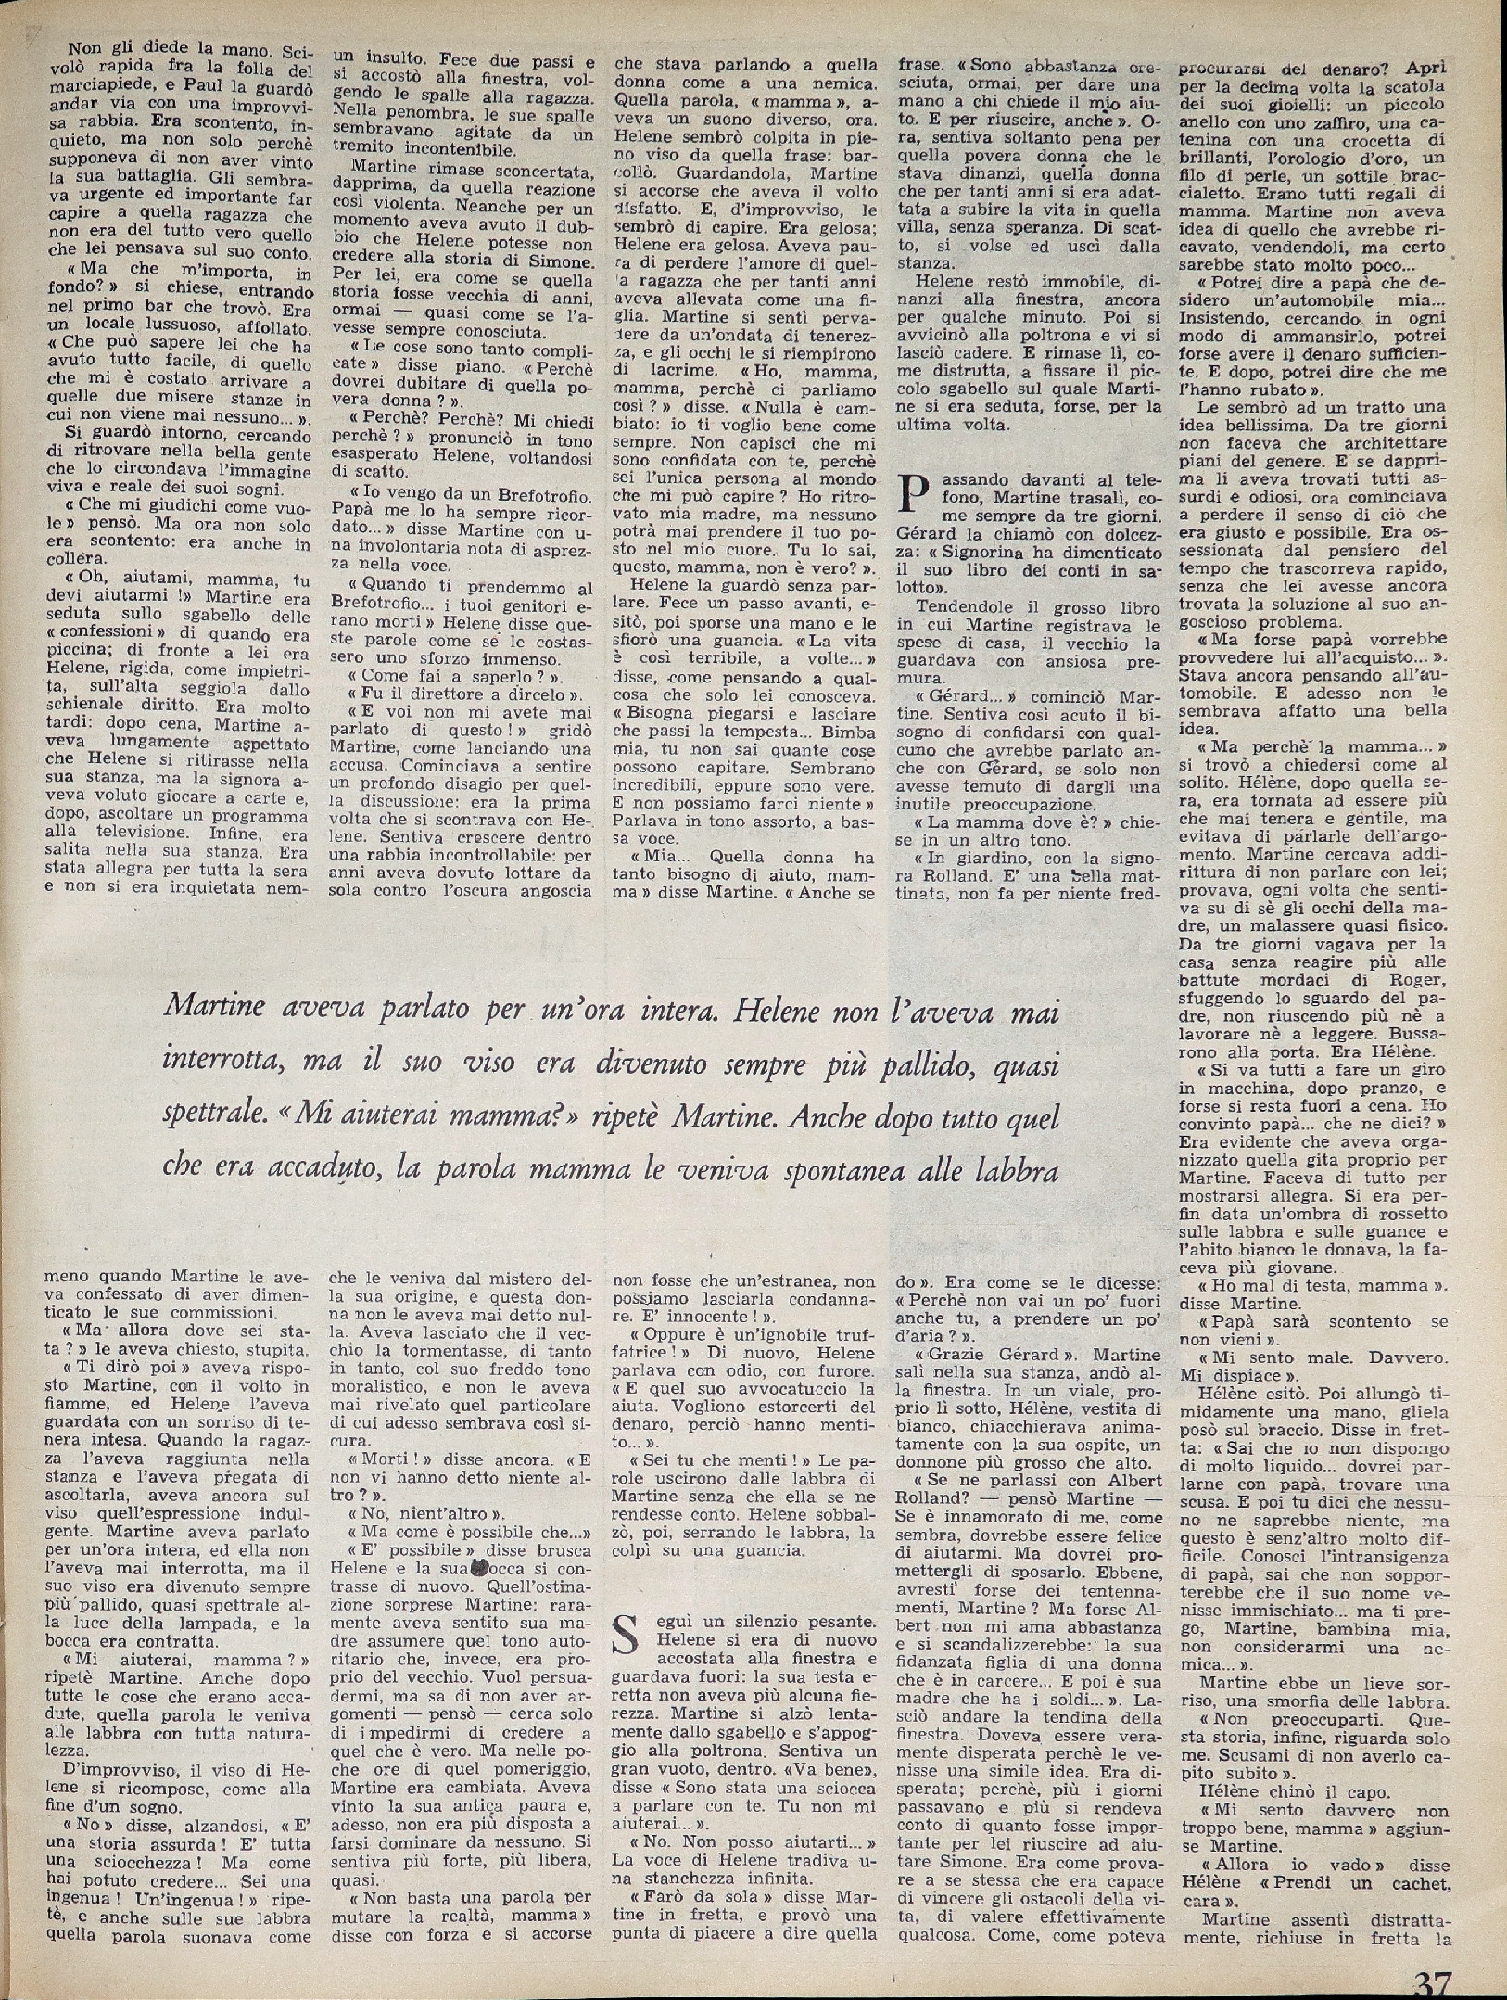 Non gli diede la mano. Sci-
volò rapida fra la folla del
marciapiede, e Paul la guardò
andar via con una improvvi-
sa rabbia. Era scontento, in-
quieto, ma non solo perchè
supponeva di non aver vinto
la sua battaglia. Gli sembra-
va urgente ed importante far
capire a quella ragazza che
non era del tutto vero quello
che lei pensava sul suo conto.
« Ma che m'importa, in
fondo? » si chiese, entrando
nel primo bar che trovò. Era
un locale lussuoso, affollato.
« Che può sapere lei che ha
avuto tutto facile, di quello
che mi è costato arrivare a
quelle due misere stanze in
cui non viene mai nessuno... ».
Si guardò intorno, cercando
di ritrovare nella bella gente
che lo circondava l'immagine
viva e reale dei suoi sogni.
« Che mi giudichi come vuo-
le » pensò. Ma ora non solo
era scontento: era anche in
collera.
« Oh, aiutami, mamma, tu
devi aiutarmi !» Martine era
seduta sullo sgabello delle
« confessioni » di quando era
piccina; di fronte a lei era
Helene, rigida, come impietri-
ta, sull'alta seggiola dallo
schienale diritto. Era molto
tardi: dopo cena, Martine a-
veva lungamente aspettato
che Helene si ritirasse nella
sua stanza, ma la signora a-
veva voluto giocare a carte e,
dopo, ascoltare un programma
alla televisione. Infine, era
salita nella sua stanza. Era
stata allegra per tutta la sera
e non si era inquietata nem-
meno quando Martine le ave-
va confessato di aver dimen-
ticato le sue commissioni.
« Ma allora dove sei sta-
ta ? » le aveva chiesto, stupita.
« Ti dirò poi » aveva rispo-
sto Martine, con il volto in
fiamme, ed Helene l'aveva
guardata con un sorriso di te-
nera intesa. Quando la ragaz-
za l'aveva raggiunta nella
stanza e l'aveva pregata di
ascoltarla, aveva ancora sul
viso quell'espressione indul-
gente. Martine aveva parlato
per un'ora intera, ed ella non
l'aveva mai interrotta, ma il
suo viso era divenuto sempre
più pallido, quasi spettrale al-
la luce della lampada, e la
bocca era contratta.
« Mi aiuterai, mamma ? »
ripetè Martine. Anche dopo
tutte le cose che erano acca-
dute, quella parola le veniva
alle labbra con tutta natura-
lezza.
D'improvviso, il viso di He-
lene si ricompose, come alla
fine d'un sogno.
« No » disse, alzandosi, « E'
una storia assurda ! E' tutta
una sciocchezza ! Ma come
hai potuto credere... Sei una
ingenua ! Un'ingenua ! » ripe-
tè, e anche sulle sue labbra
quella parola suonava come
un insulto. Fece due passi e
si accostò alla finestra, vol-
gendo le spalle alla ragazza.
Nella penombra, le sue spalle
sembravano agitate da un
tremito incontenibile.
Martine rimase sconcertata,
dapprima, da quella reazione
così violenta. Neanche per un
momento aveva avuto il dub-
bio che Helene potesse non
credere alla storia di Simone.
Per lei, era come se quella
storia fosse vecchia di anni,
ormai — quasi come se l'a-
vesse sempre conosciuta.
« Le cose sono tanto compli-
cate » disse piano. « Perchè
dovrei dubitare di quella po-
vera donna ? ».
« Perchè? Perchè? Mi chiedi
perchè ? » pronunciò in tono
esasperato Helene, voltandosi
di scatto.
« Io vengo da un Brefotrofio.
Papà me lo ha sempre ricor-
dato... » disse Martine con u-
na involontaria nota di asprez-
za nella voce.
« Quando ti prendemmo al
Brefotrofio... i tuoi genitori e-
rano morti » Helene disse que-
ste parole come se le costas-
sero uno sforzo immenso.
« Come fai a saperlo ? ».
« Fu il direttore a dircelo ».
« E voi non mi avete mai
parlato di questo ! » gridò
Martine, come lanciando una
accusa. Cominciava a sentire
un profondo disagio per quel-
la discussione: era la prima
volta che si scontrava con He-
lene. Sentiva crescere dentro
una rabbia incontrollabile: per
anni aveva dovuto lottare da
sola contro l'oscura angoscia
che le veniva dal mistero del-
la sua origine, e questa don-
na non le aveva mai detto nul-
la. Aveva lasciato che il vec-
chio la tormentasse, di tanto
in tanto, col suo freddo tono
moralistico, e non le aveva
mai rivelato quel particolare
di cui adesso sembrava così si-
cura.
« Morti ! » disse ancora. « E
non vi hanno detto niente al-
tro ? ».
« No, nient'altro ».
« Ma come è possibile che...»
« E' possibile » disse brusca
Helene e la sua occa si con-
trasse di nuovo. Quell'ostina-
zione sorprese Martine: rara-
mente aveva sentito sua ma-
dre assumere quel tono auto-
ritario che, invece, era pro-
prio del vecchio. Vuol persua-
dermi, ma sa di non aver ar-
gomenti — pensò — cerca solo
di impedirmi di credere a
quel che è vero. Ma nelle po-
che ore di quel pomeriggio,
Martine era cambiata. Aveva
vinto la sua antica paura e,
adesso, non era più disposta a
farsi dominare da nessuno. Si
sentiva più forte, più libera,
quasi.
« Non basta una parola per
mutare la realtà, mamma »
disse con forza e si accorse
che stava parlando a quella
donna come a una nemica.
Quella parola, « mamma », a-
veva un suono diverso, ora.
Helene sembrò colpita in pie-
no viso da quella frase: bar-
collò. Guardandola, Martine
si accorse che aveva il volto
disfatto. E, d'improvviso, le
sembrò di capire. Era gelosa;
Helene era gelosa. Aveva pau-
ra di perdere l'amore di quel-
la ragazza che per tanti anni
aveva allevata come una fi-
glia. Martine si sentì perva-
dere da un'ondata di tenerez-
za, e gli occhi le si riempirono
di lacrime. « Ho, mamma,
mamma, perchè ci parliamo
così ? » disse. « Nulla è cam-
biato: io ti voglio bene come
sempre. Non capisci che mi
sono confidata con te, perchè
sei l'unica persona al mondo
che mi può capire ? Ho ritro-
vato mia madre, ma nessuno
potrà mai prendere il tuo po-
sto nel mio cuore. Tu lo sai,
questo, mamma, non è vero? ».
Helene la guardò senza par-
lare. Fece un passo avanti, e-
sitò, poi sporse una mano e le
sfiorò una guancia. « La vita
è così terribile, a volte... »
disse, come pensando a qual-
cosa che solo lei conosceva.
« Bisogna piegarsi e lasciare
che passi la tempesta... Bimba
mia, tu non sai quante cose
possono capitare. Sembrano
incredibili, eppure sono vere.
E non possiamo farci niente »
Parlava in tono assorto, a bas-
sa voce.
« Mia... Quella donna ha
tanto bisogno di aiuto, mam-
ma » disse Martine. « Anche se
non fosse che un'estranea, non
possiamo lasciarla condanna-
re. E' innocente ! ».
« Oppure è un'ignobile truf-
fatrice ! » Di nuovo, Helene
parlava con odio, con furore.
« E quel suo avvocatuccio la
aiuta. Vogliono estorcerti del
denaro, perciò hanno menti-
to... ».
« Sei tu che menti ! » Le pa-
role uscirono dalle labbra di
Martine senza che ella se ne
rendesse conto. Helene sobbal-
zò, poi, serrando le labbra, la
colpì su una guancia.
Seguì un silenzio pesante.
Helene si era di nuovo
accostata alla finestra e
guardava fuori: la sua testa e-
retta non aveva più alcuna fie-
rezza. Martine si alzò lenta-
mente dallo sgabello e s'appog-
giò alla poltrona. Sentiva un
gran vuoto, dentro. «Va bene»,
disse « Sono stata una sciocca
a parlare con te. Tu non mi
aiuterai... ».
« No. Non posso aiutarti... »
La voce di Helene tradiva u-
na stanchezza infinita.
« Farò da sola » disse Mar-
tine in fretta, e provò una
punta di piacere a dire quella
frase. « Sono abbastanza cre-
sciuta, ormai, per dare una
mano a chi chiede il mio aiu-
to. E per riuscire, anche ». O-
ra, sentiva soltanto pena per
quella povera donna che le
stava dinanzi, quella donna
che per tanti anni si era adat-
tata a subire la vita in quella
villa, senza speranza. Di scat-
to, si volse ed uscì dalla
stanza.
Helene restò immobile, di-
nanzi alla finestra, ancora
per qualche minuto. Poi si
avvicinò alla poltrona e vi si
lasciò cadere. E rimase lì, co-
me distrutta, a fissare il pic-
colo sgabello sul quale Marti-
ne si era seduta, forse, per la
ultima volta.
Passando davanti al tele-
fono, Martine trasalì, co-
me sempre da tre giorni.
Gérard la chiamò con dolcez-
za: « Signorina ha dimenticato
il suo libro dei conti in sa-
lotto».
Tendendole il grosso libro
in cui Martine registrava le
spese di casa, il vecchio la
guardava con ansiosa pre-
mura.
« Gérard... » cominciò Mar-
tine. Sentiva così acuto il bi-
sogno di confidarsi con qual-
cuno che avrebbe parlato an-
che con Gérard, se solo non
avesse temuto di dargli una
inutile preoccupazione.
« La mamma dove è? » chie-
se in un altro tono.
« In giardino, con la signo-
ra Rolland. E' una bella mat-
tinata, non fa per niente fred-
do ». Era come se le dicesse:
« Perchè non vai un po' fuori
anche tu, a prendere un po'
d'aria ? ».
« Grazie Gérard ». Martine
salì nella sua stanza, andò al-
la finestra. In un viale, pro-
prio lì sotto, Hélène, vestita di
bianco, chiacchierava animata-
tamente con la sua ospite, un
donnone più grosso che alto.
« Se ne parlassi con Albert
Rolland? — pensò Martine —
Se è innamorato di me, come
sembra, dovrebbe essere felice
di aiutarmi. Ma dovrei pro-
mettergli di sposarlo. Ebbene,
avresti forse dei tentenna-
menti, Martine ? Ma forse Al-
bert non mi ama abbastanza
e si scandalizzerebbe: la sua
fidanzata figlia di una donna
che è in carcere... E poi è sua
madre che ha i soldi... ». La-
sciò andare la tendina della
finestra. Doveva essere vera-
mente disperata perchè le ve-
nisse una simile idea. Era di-
sperata; perchè, più i giorni
passavano e più si rendeva
conto di quanto fosse impor-
tante per lei riuscire ad aiu-
tare Simone. Era come prova-
re a se stessa che era capace
di vincere gli ostacoli della vi-
ta, di valere effettivamente
qualcosa. Come, come poteva
procurarsi del denaro? Aprì
per la decima volta la scatola
dei suoi gioielli: un piccolo
anello con uno zaffiro, una ca-
tenina con una crocetta di
brillanti, l'orologio d'oro, un
filo di perle, un sottile brac-
cialetto. Erano tutti regali di
mamma. Martine non aveva
idea di quello che avrebbe ri-
cavato, vendendoli, ma certo
sarebbe stato molto poco...
« Potrei dire a papà che de-
sidero un'automobile mia...
Insistendo, cercando in ogni
modo di ammansirlo, potrei
forse avere il denaro sufficien-
te. E dopo, potrei dire che me
l'hanno rubato ».
Le sembrò ad un tratto una
idea bellissima. Da tre giorni
non faceva che architettare
piani del genere. E se dappri-
ma li aveva trovati tutti as-
surdi e odiosi, ora cominciava
a perdere il senso di ciò che
era giusto e possibile. Era os-
sessionata dal pensiero del
tempo che trascorreva rapido,
senza che lei avesse ancora
trovata la soluzione al suo an-
goscioso problema.
« Ma forse papà vorrebbe
provvedere lui all'acquisto... ».
Stava ancora pensando all'au-
tomobile. E adesso non le
sembrava affatto una bella
idea.
« Ma perchè la mamma... »
si trovò a chiedersi come al
solito. Hélène, dopo quella se-
ra, era tornata ad essere più
che mai tenera e gentile, ma
evitava di parlarle dell'argo-
mento. Martine cercava addi-
rittura di non parlare con lei;
provava, ogni volta che senti-
va su di sè gli occhi della ma-
dre, un malassere quasi fisico.
Da tre giorni vagava per la
casa senza reagire più alle
battute mordaci di Roger,
sfuggendo lo sguardo del pa-
dre, non riuscendo più nè a
lavorare nè a leggere. Bussa-
rono alla porta. Era Hélène.
« Si va tutti a fare un giro
in macchina, dopo pranzo, e
forse si resta fuori a cena. Ho
convinto papà... che ne dici? »
Era evidente che aveva orga-
nizzato quella gita proprio per
Martine. Faceva di tutto per
mostrarsi allegra. Si era per-
fin data un'ombra di rossetto
sulle labbra e sulle guance e
l'abito bianco le donava, la fa-
ceva più giovane.
« Ho mal di testa, mamma ».
disse Martine.
« Papà sarà scontento se
non vieni ».
« Mi sento male. Davvero.
Mi dispiace ».
Hélène esitò. Poi allungò ti-
midamente una mano, gliela
posò sul braccio. Disse in fret-
ta: « Sai che io non dispongo
di molto liquido... dovrei par-
larne con papà, trovare una
scusa. E poi tu dici che nessu-
no ne saprebbe niente, ma
questo è senz'altro molto dif-
ficile. Conosci l'intransigenza
di papà, sai che non soppor-
terebbe che il suo nome ve-
nisse immischiato... ma ti pre-
go, Martine, bambina mia,
non considerarmi una ne-
mica... ».
Martine ebbe un lieve sor-
riso, una smorfia delle labbra.
« Non preoccuparti. Que-
sta storia, infine, riguarda solo
me. Scusami di non averlo ca-
pito subito ».
Hélène chinò il capo.
« Mi sento davvero non
troppo bene, mamma » aggiun-
se Martine.
« Allora io vado » disse
Hélène « Prendi un cachet,
cara ».
Martine assentì distratta-
mente, richiuse in fretta la
Martine aveva parlato per un'ora intera. Helene non l'aveva mai
interrotta, ma il suo viso era divenuto sempre più pallido, quasi
spettrale. « Mi aiuterai mamma? » ripetè Martine. Anche dopo tutto quel
che era accaduto, la parola mamma le veniva spontanea alle labbra
37